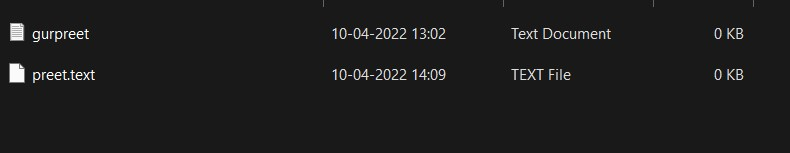 gurpreet 10-04-2022 13:02 Text Document 0 KB
preet.text 10-04-2022 14:09 TEXT File 0 KB